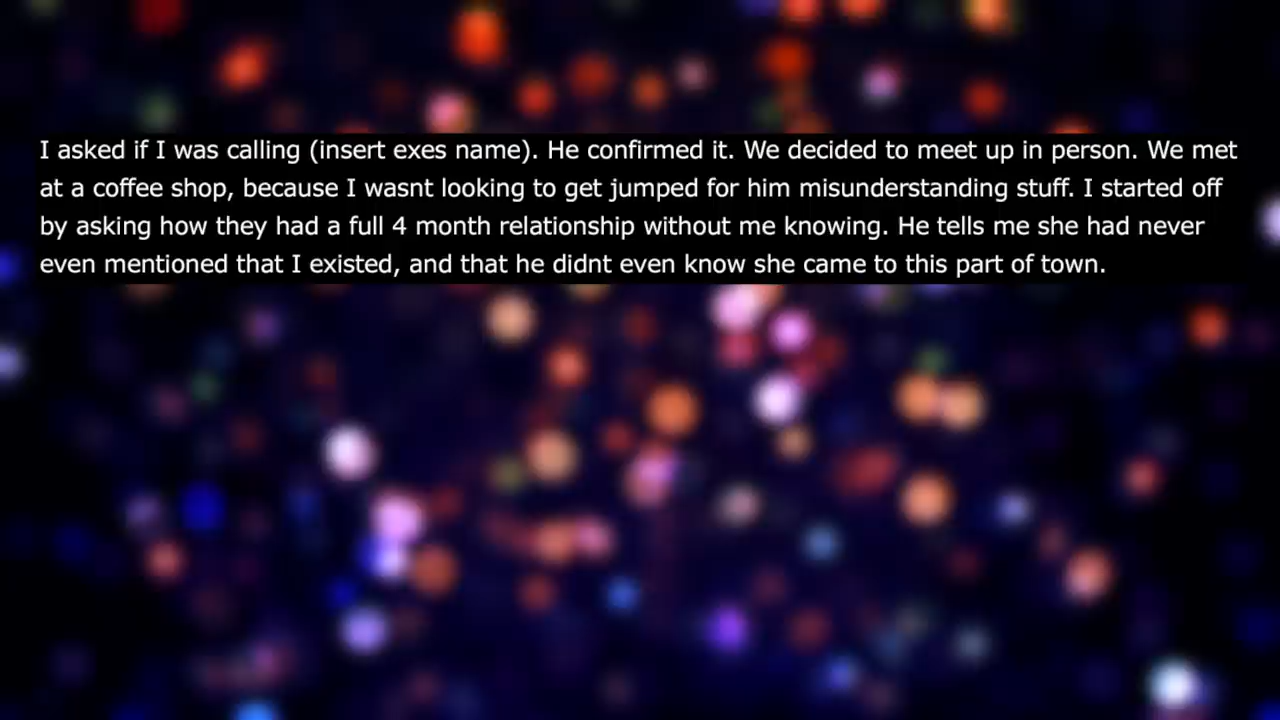 I asked if I was calling (insert exes name). He confirmed it. We decided to meet up in person. We met
at a coffee shop, because I wasnt looking to get jumped for him misunderstanding stuff. I started off
by asking how they had a full 4 month relationship without me knowing. He tells me she had never
even mentioned that I existed, and that he didnt even know she came to this part of town.